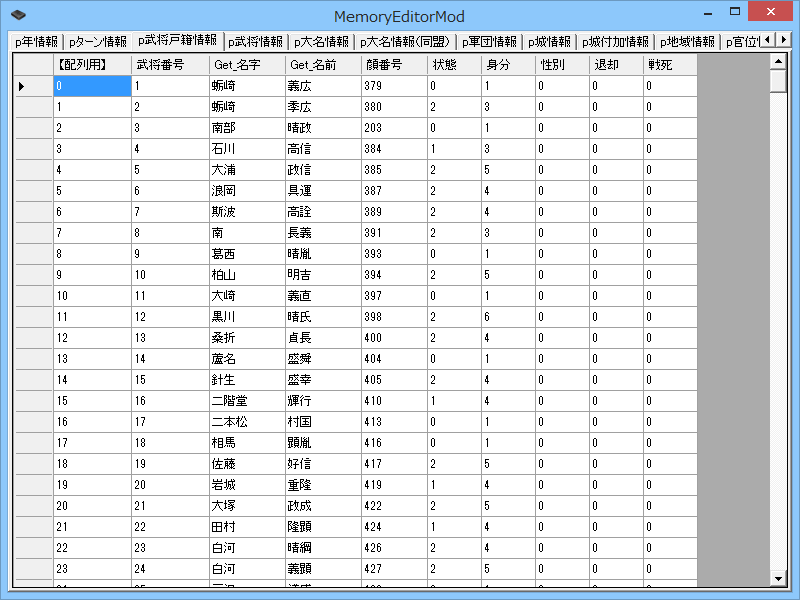 MemoryEditorMod
p年情報 pターン情報 p武将戸籍情報 p武将情報 p大名情報 p大名情報(同盟) p軍団情報 p城情報 p城付加情報 p地域情報 p官位
【配列用】 武将番号 Get_名字 Get_名前 顔番号 状態 身分 性別 退却 戦死
0 1 蛎崎 義広 379 0 1 0 0 0
1 2 蛎崎 季広 380 2 3 0 0 0
2 3 南部 晴政 203 0 1 0 0 0
3 4 石川 高信 384 1 3 0 0 0
4 5 大浦 政信 385 2 5 0 0 0
5 6 浪岡 具運 387 2 4 0 0 0
6 7 斯波 高詮 389 2 4 0 0 0
7 8 南 長義 391 2 3 0 0 0
8 9 葛西 晴胤 393 0 1 0 0 0
9 10 柏山 明吉 394 2 5 0 0 0
10 11 大崎 義直 397 0 1 0 0 0
11 12 黒川 晴氏 398 2 6 0 0 0
12 13 桑折 貞長 400 2 4 0 0 0
13 14 蘆名 盛舜 404 0 1 0 0 0
14 15 針生 盛幸 405 2 4 0 0 0
15 16 二階堂 輝行 410 1 4 0 0 0
16 17 二本松 村国 413 0 1 0 0 0
17 18 相馬 顕胤 416 0 1 0 0 0
18 19 佐藤 好信 417 2 5 0 0 0
19 20 岩城 重隆 419 1 4 0 0 0
20 21 大塚 政成 422 2 5 0 0 0
21 22 田村 隆顕 424 1 4 0 0 0
22 23 白河 晴綱 426 2 4 0 0 0
23 24 白河 義顕 427 2 5 0 0 0